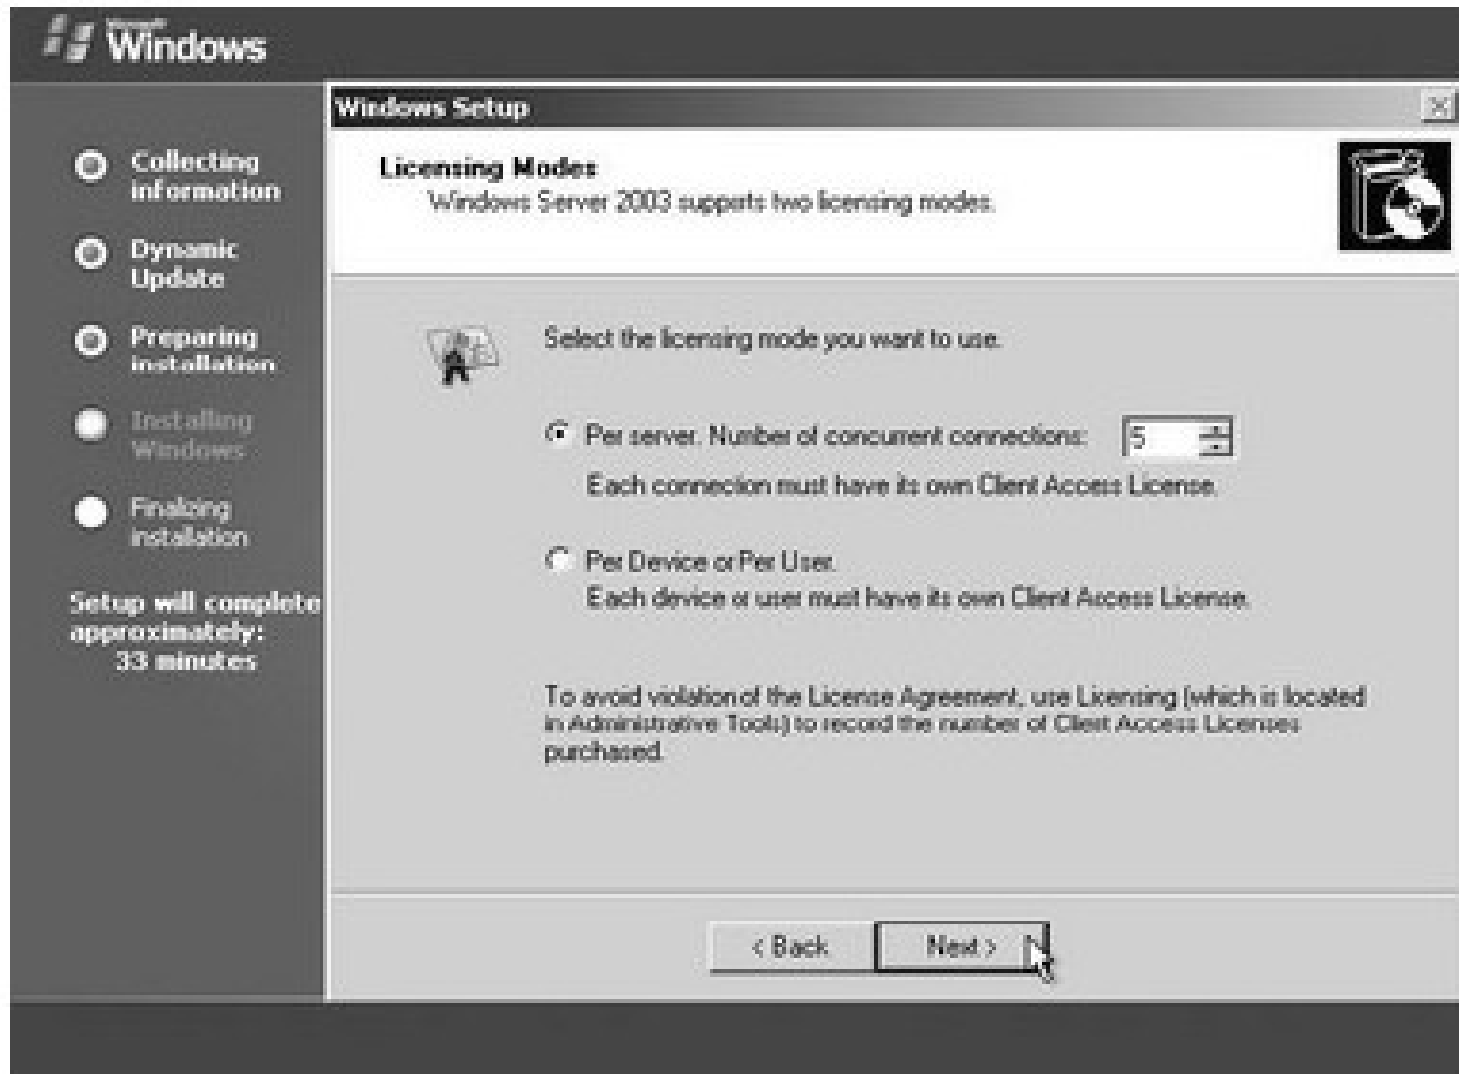 Microsoft
Windows
Collecting
information
Dynamic
Update
Preparing
installation
Installing
Windows
Finalizing
installation
Setup will complete
approximately:
33 minutes
Windows Setup
Licensing Modes
Windows Server 2003 supports two licensing modes.
Select the licensing mode you want to use.
Per server. Number of concurrent connections: 5
Each connection must have its own Client Access License.
Per Device or Per User.
Each device or user must have its own Client Access License.
To avoid violation of the License Agreement, use Licensing (which is located
in Administrative Tools) to record the number of Client Access Licenses
purchased.
< Back
Next >